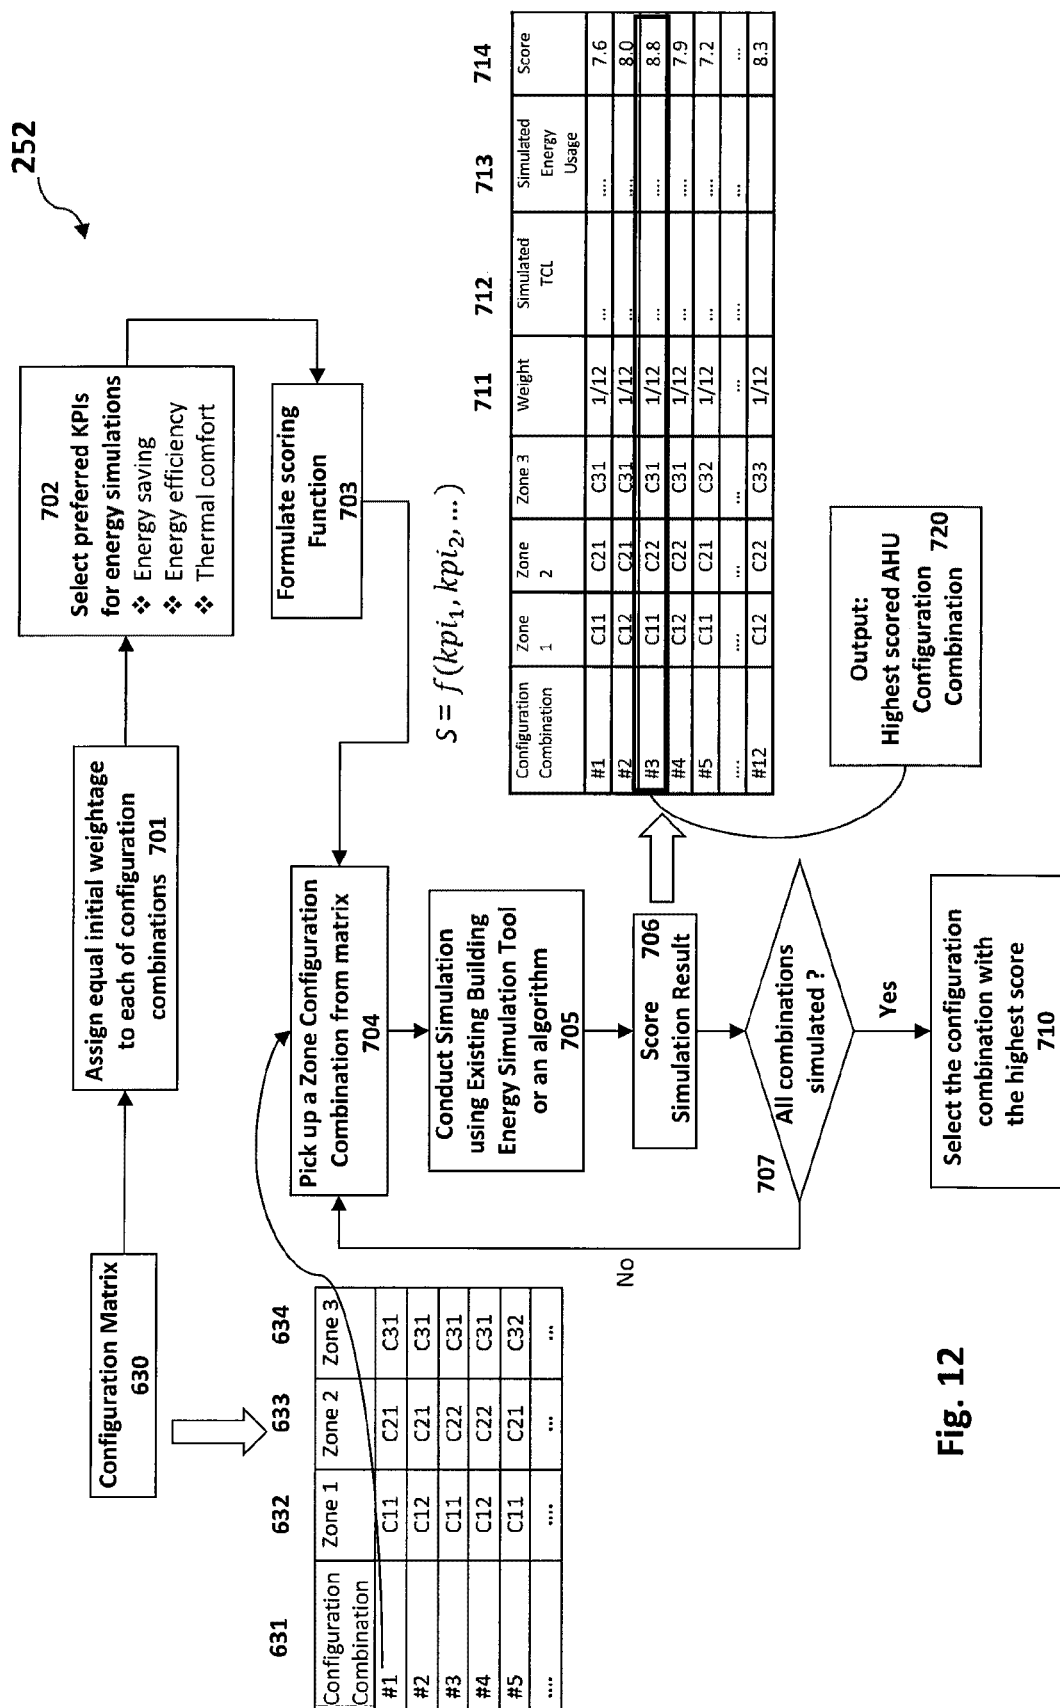 252
Configuration Matrix
630
Assign equal initial weightage
to each of configuration
combinations 701
702
Select preferred KPIs
for energy simulations
❖ Energy saving
❖ Energy efficiency
❖ Thermal comfort
Formulate scoring
Function
703
S = f(kpi₁, kpi₂, ...)
631 632 633 634
Configuration Combination Zone 1 Zone 2 Zone 3
#1 C11 C21 C31
#2 C12 C21 C31
#3 C11 C22 C31
#4 C12 C22 C31
#5 C11 C21 C32
.... .... ... ...
Pick up a Zone Configuration
Combination from matrix
704
Conduct Simulation
using Existing Building
Energy Simulation Tool
or an algorithm
705
Score 706
Simulation Result
707
All combinations
simulated ?
No
Yes
Select the configuration
combination with
the highest score
710
711 712 713 714
Configuration Combination Zone 1 Zone 2 Zone 3 Weight Simulated TCL Simulated Energy Usage Score
#1 C11 C21 C31 1/12 ... .... 7.6
#2 C12 C21 C31 1/12 ... .... 8.0
#3 C11 C22 C31 1/12 ... .... 8.8
#4 C12 C22 C31 1/12 ... .... 7.9
#5 C11 C21 C32 1/12 ... .... 7.2
.... .... ... ... ... .... ... ...
#12 C12 C22 C33 1/12 8.3
Output:
Highest scored AHU
Configuration 720
Combination
Fig. 12